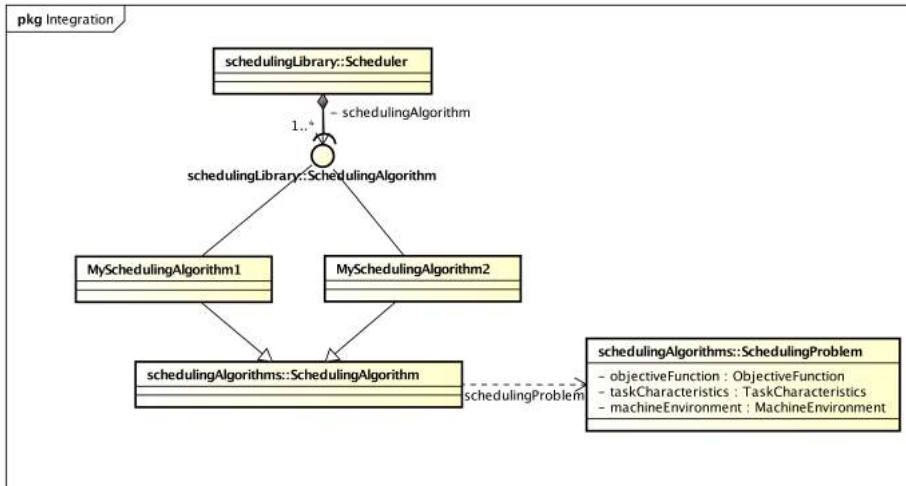 pkg Integration
schedulingLibrary::Scheduler
- schedulingAlgorithm
1..*
schedulingLibrary::SchedulingAlgorithm
MySchedulingAlgorithm1
MySchedulingAlgorithm2
schedulingAlgorithms::SchedulingAlgorithm
schedulingProblem
schedulingAlgorithms::SchedulingProblem
- objectiveFunction : ObjectiveFunction
- taskCharacteristics : TaskCharacteristics
- machineEnvironment : MachineEnvironment